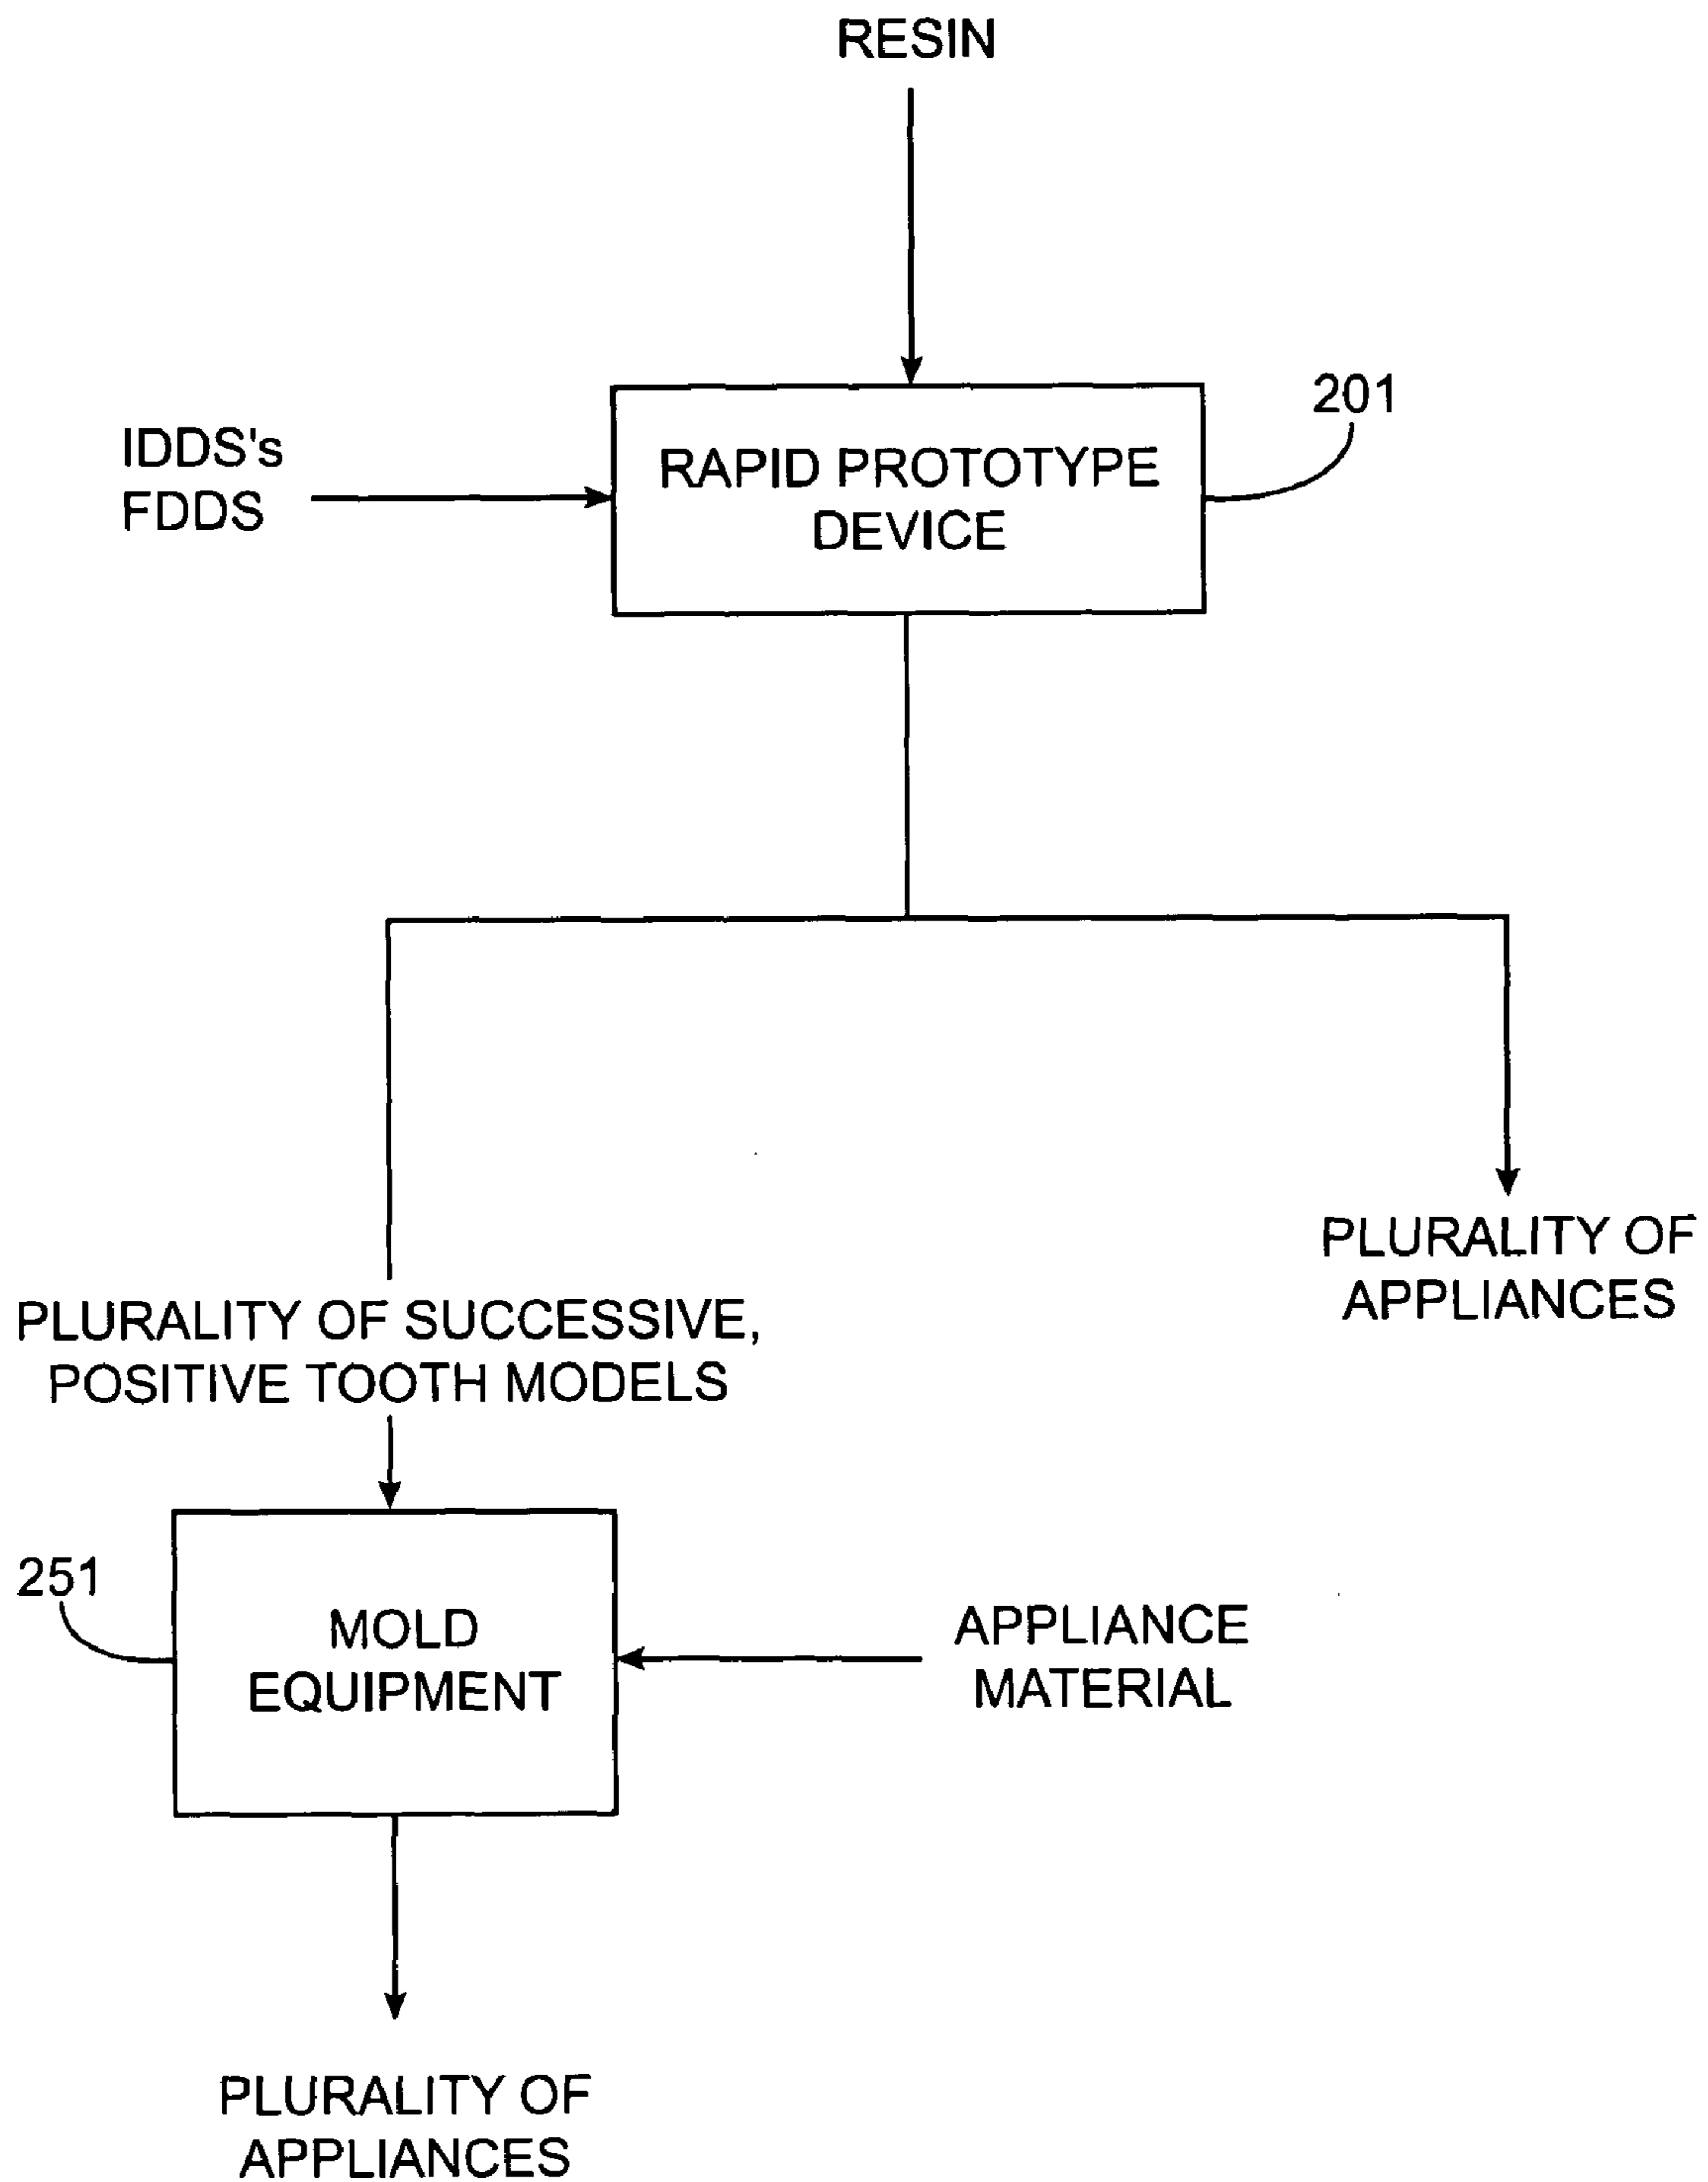 RESIN
IDDS's
FDDS
RAPID PROTOTYPE
DEVICE
201
PLURALITY OF
APPLIANCES
PLURALITY OF SUCCESSIVE,
POSITIVE TOOTH MODELS
251
MOLD
EQUIPMENT
APPLIANCE
MATERIAL
PLURALITY OF
APPLIANCES